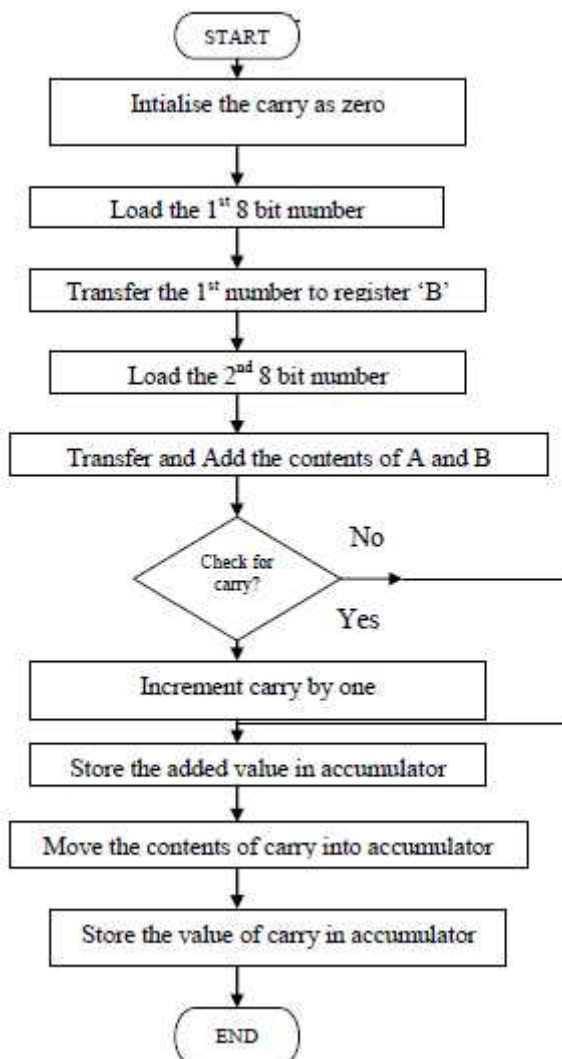 START
Intialise the carry as zero
Load the 1st 8 bit number
Transfer the 1st number to register ‘B’
Load the 2nd 8 bit number
Transfer and Add the contents of A and B
Check for
carry?
No
Yes
Increment carry by one
Store the added value in accumulator
Move the contents of carry into accumulator
Store the value of carry in accumulator
END